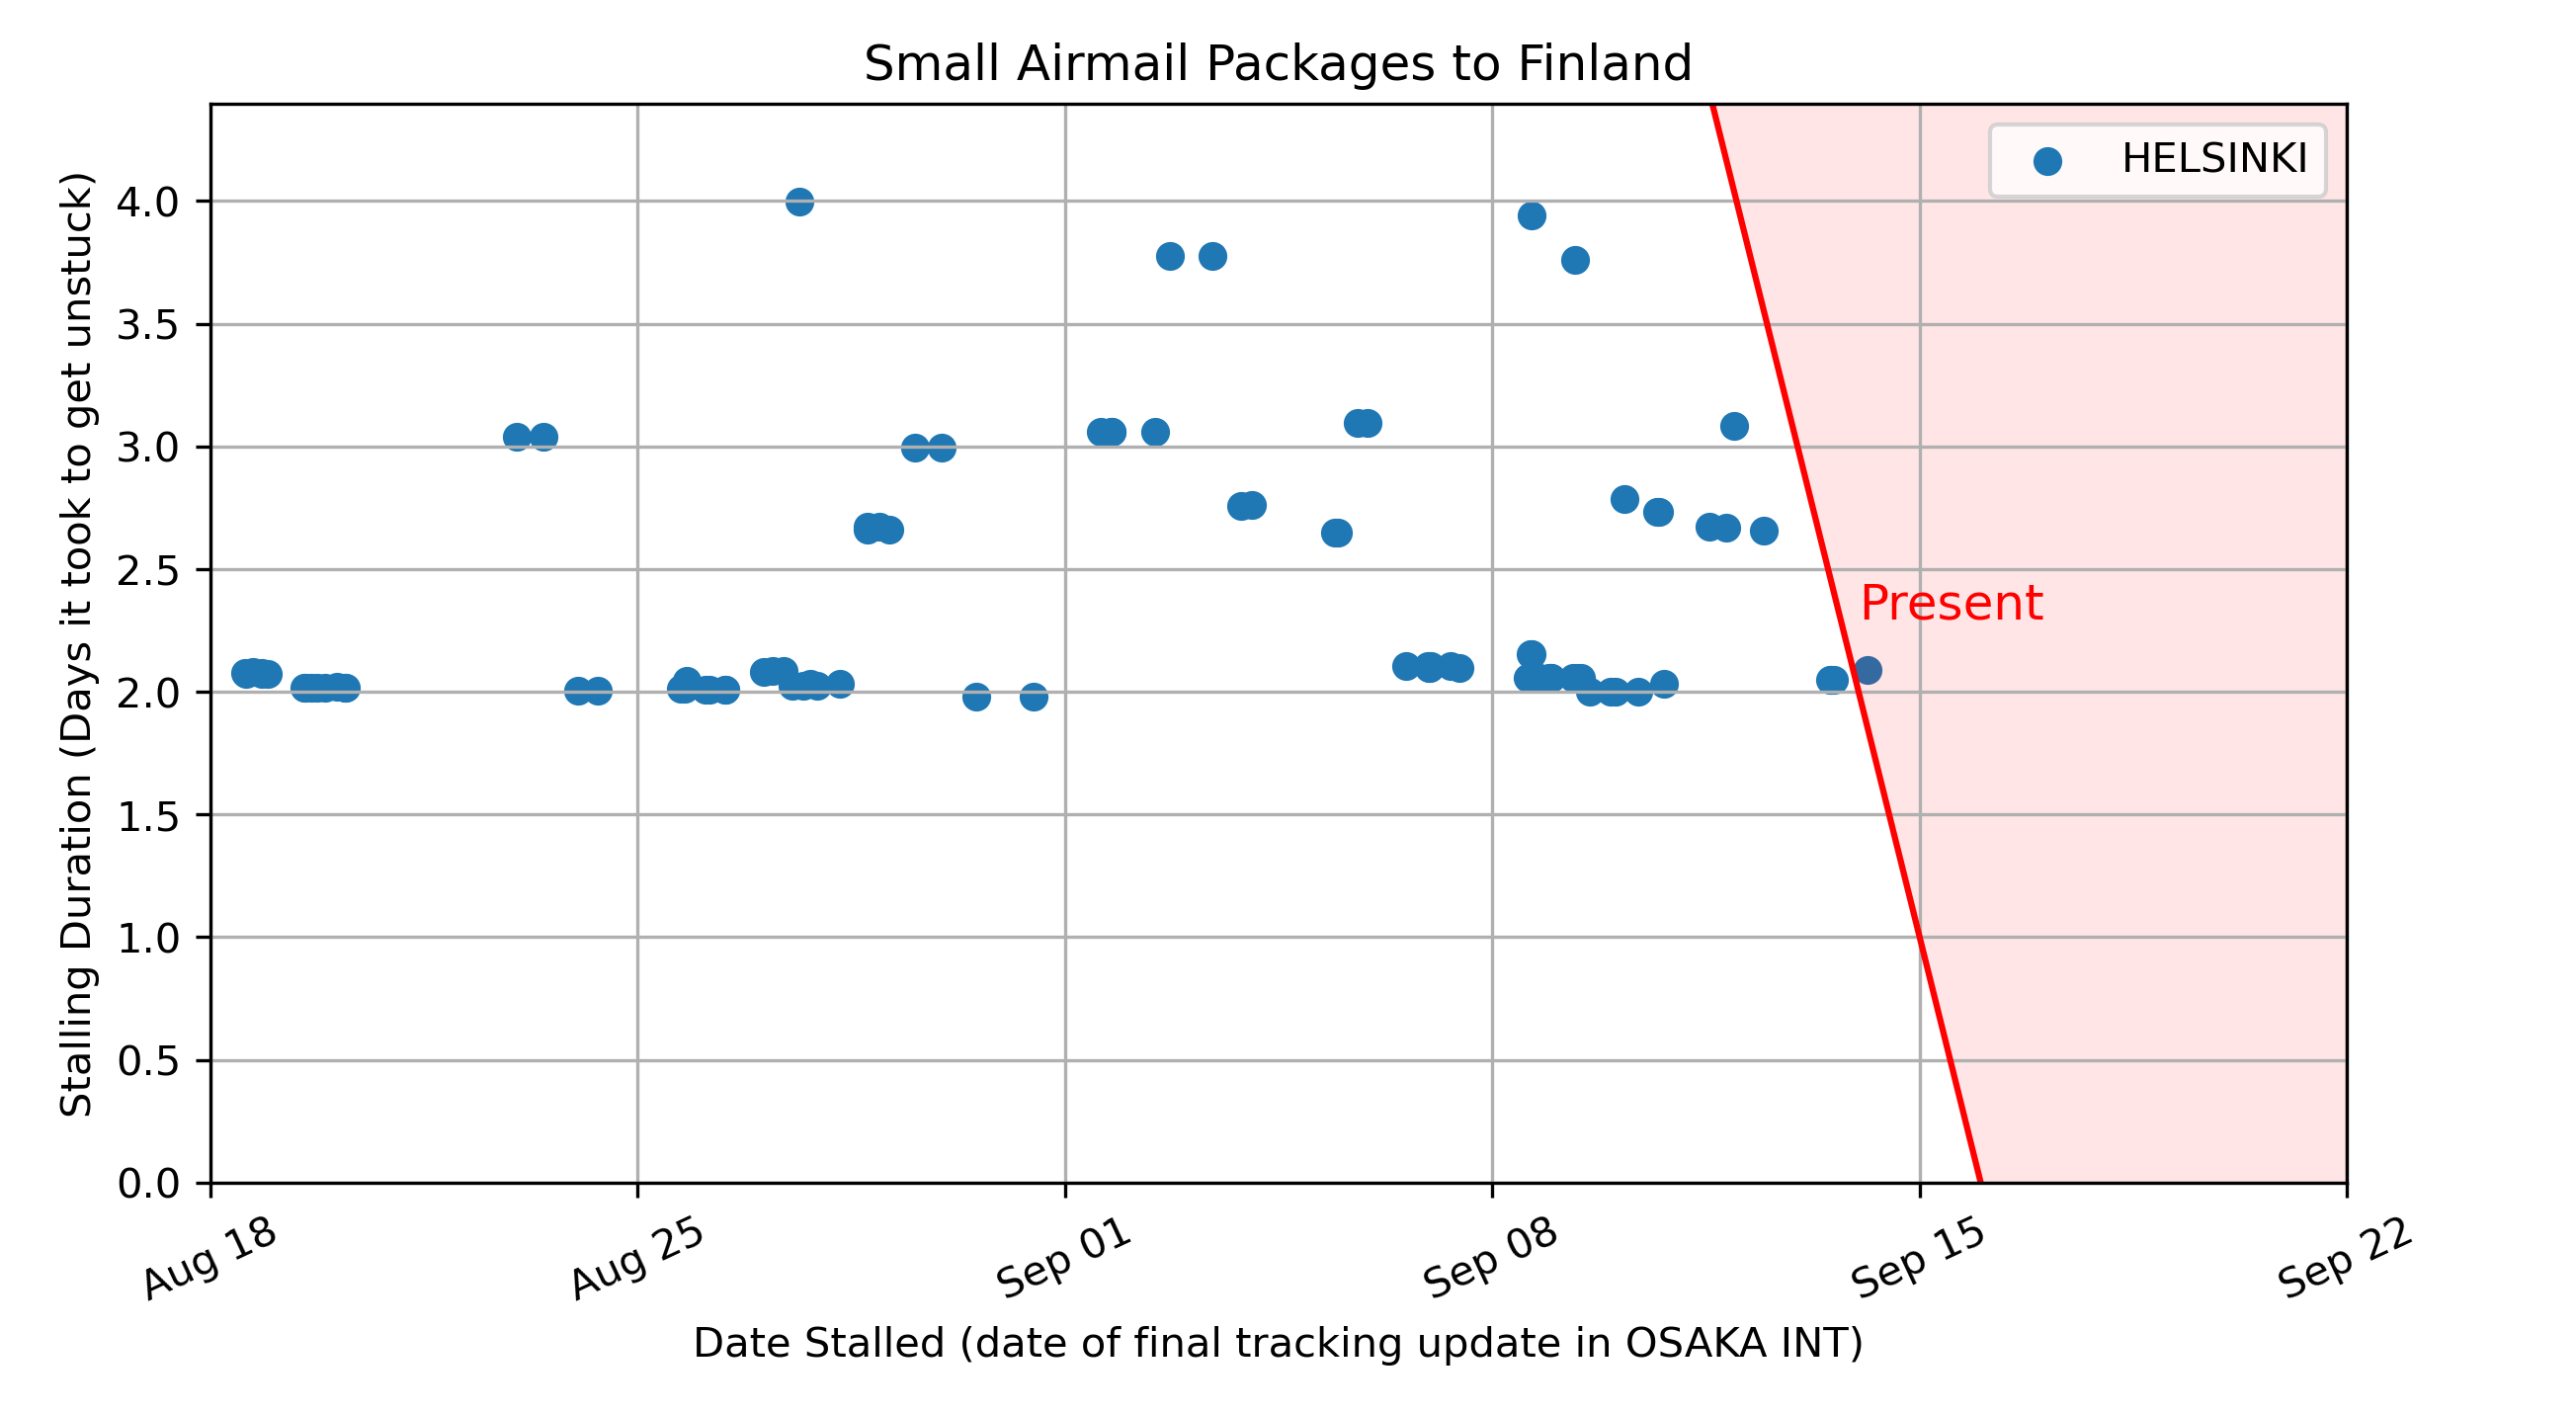 Small Airmail Packages to Finland
HELSINKI
Stalling Duration (Days it took to get unstuck)
4.0
3.5
3.0
2.5
2.0
1.5
1.0
0.5
0.0
Present
Aug 18
Aug 25
Sep 01
Sep 08
Sep 15
Sep 22
Date Stalled (date of final tracking update in OSAKA INT)